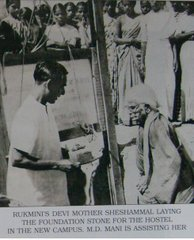 RUKMINI'S DEVI MOTHER SHESHAMMAL LAYING
THE FOUNDATION STONE FOR THE HOSTEL
IN THE NEW CAMPUS. M.D. MANI IS ASSISTING HER